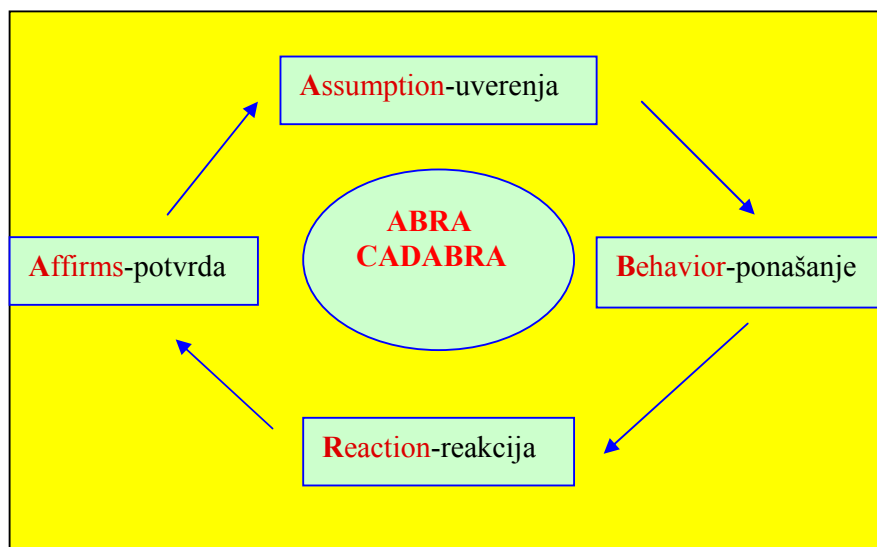 Assumption-uverenja
ABRA
CADABRA
Affirms-potvrda
Behavior-ponašanje
Reaction-reakcija